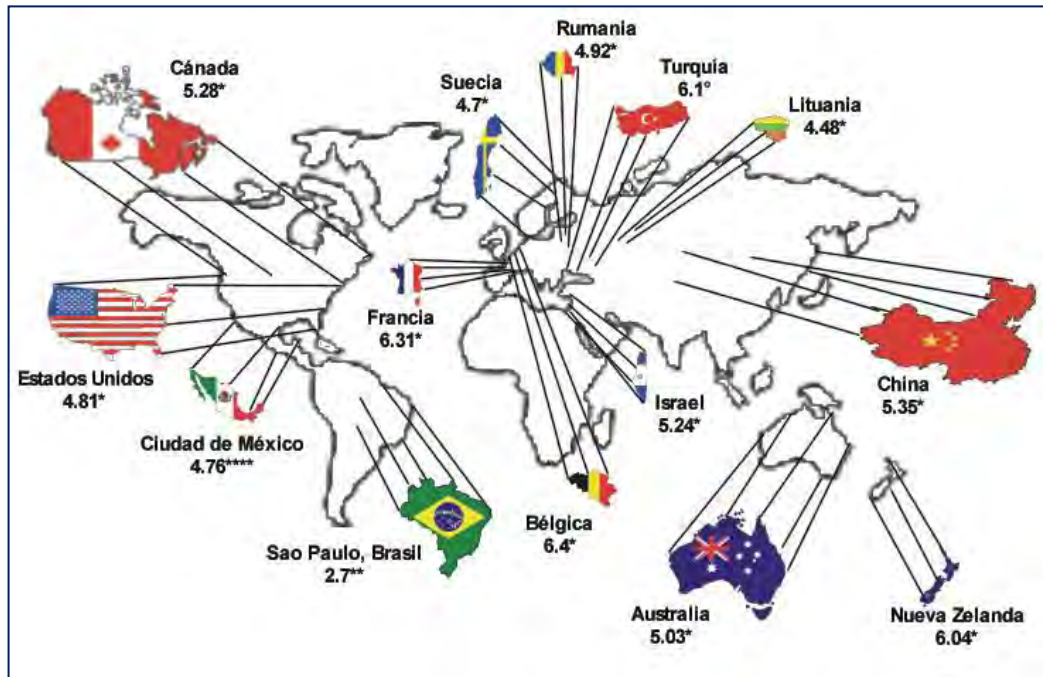 Cánada
5.28*
Rumania
4.92*
Suecia
4.7*
Turquia
6.1°
Lituania
4.48*
Francia
6.31*
Estados Unidos
4.81*
Ciudad de México
4.76****
Sao Paulo, Brasil
2.7**
Israel
5.24*
China
5.35*
Bélgica
6.4*
Australia
5.03*
Nueva Zelanda
6.04*